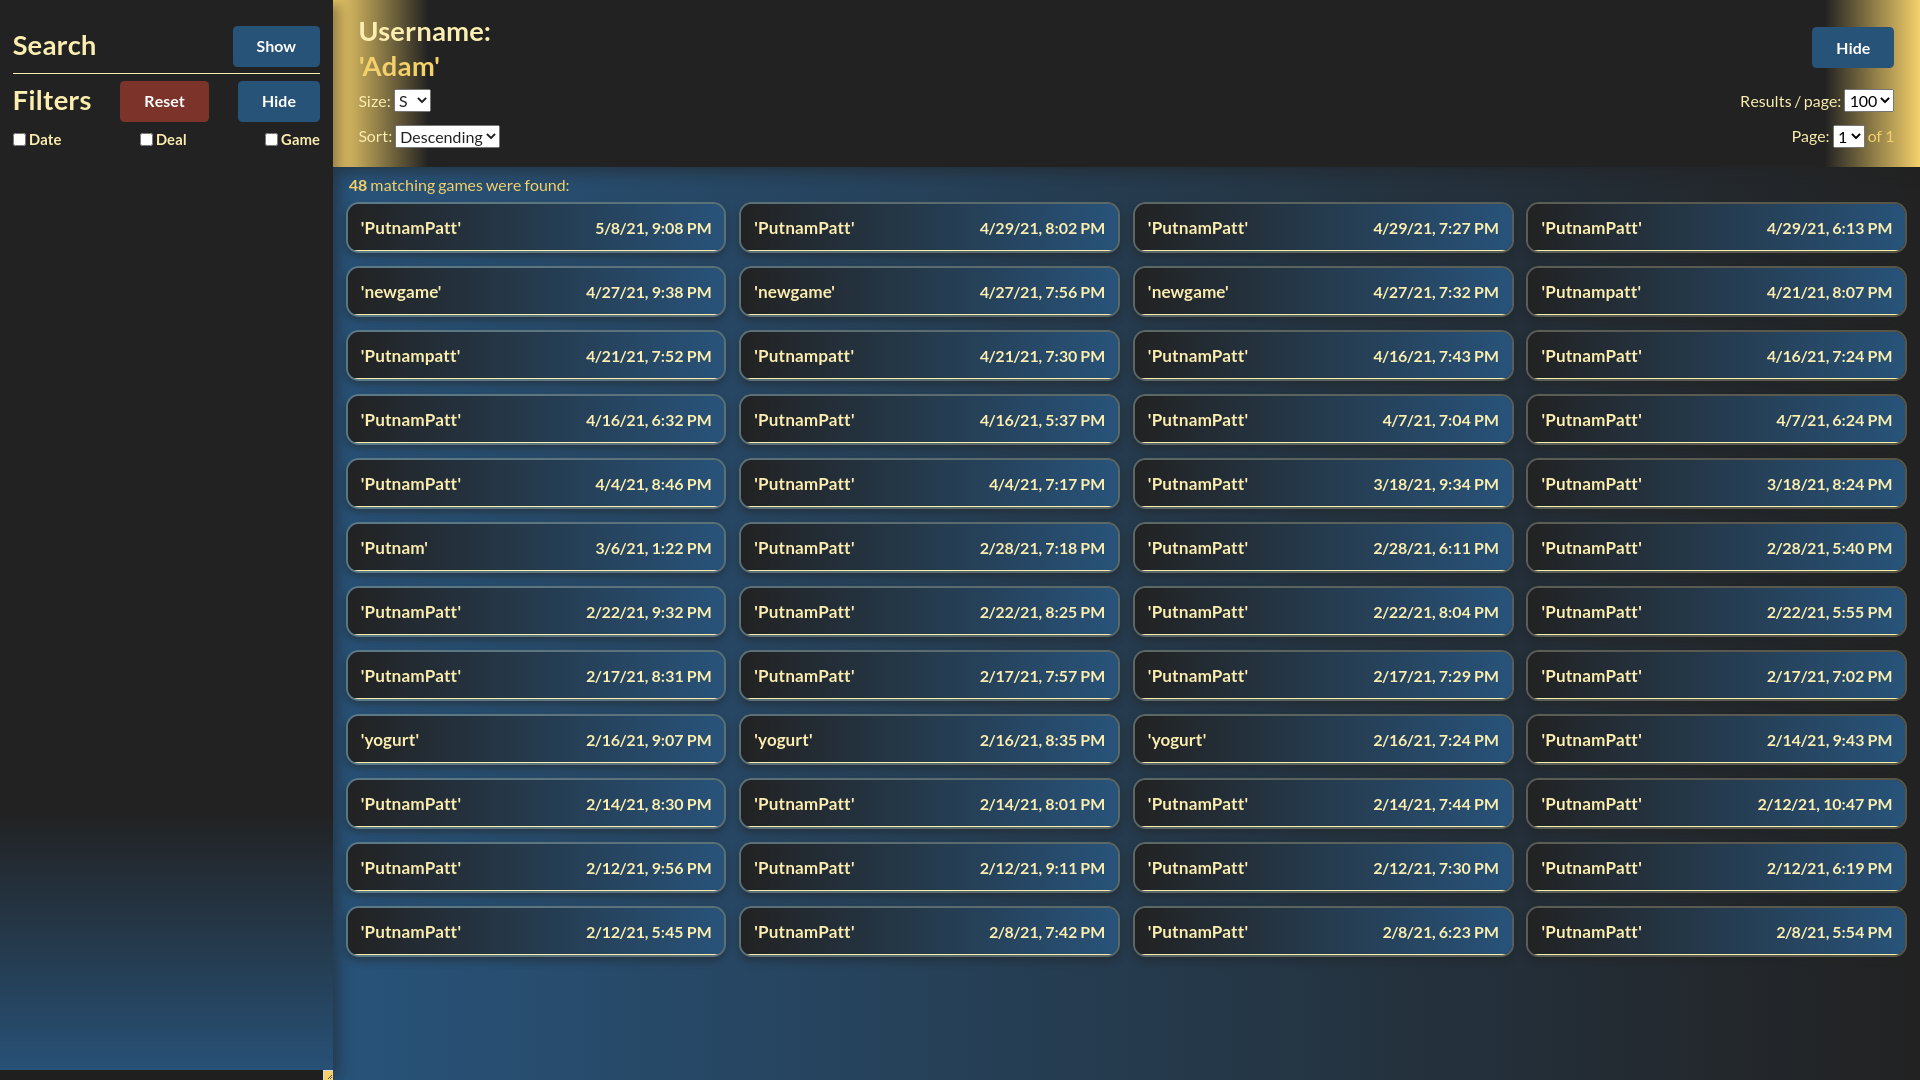 Search Show
Filters Reset Hide
Date Deal Game
Username:
'Adam'
Hide
Size: S
Results / page: 100
Sort: Descending
Page: 1 of 1
48 matching games were found:
'PutnamPatt' 5/8/21, 9:08 PM 'PutnamPatt' 4/29/21, 8:02 PM 'PutnamPatt' 4/29/21, 7:27 PM 'PutnamPatt' 4/29/21, 6:13 PM
'newgame' 4/27/21, 9:38 PM 'newgame' 4/27/21, 7:56 PM 'newgame' 4/27/21, 7:32 PM 'Putnampatt' 4/21/21, 8:07 PM
'Putnampatt' 4/21/21, 7:52 PM 'Putnampatt' 4/21/21, 7:30 PM 'PutnamPatt' 4/16/21, 7:43 PM 'PutnamPatt' 4/16/21, 7:24 PM
'PutnamPatt' 4/16/21, 6:32 PM 'PutnamPatt' 4/16/21, 5:37 PM 'PutnamPatt' 4/7/21, 7:04 PM 'PutnamPatt' 4/7/21, 6:24 PM
'PutnamPatt' 4/4/21, 8:46 PM 'PutnamPatt' 4/4/21, 7:17 PM 'PutnamPatt' 3/18/21, 9:34 PM 'PutnamPatt' 3/18/21, 8:24 PM
'Putnam' 3/6/21, 1:22 PM 'PutnamPatt' 2/28/21, 7:18 PM 'PutnamPatt' 2/28/21, 6:11 PM 'PutnamPatt' 2/28/21, 5:40 PM
'PutnamPatt' 2/22/21, 9:32 PM 'PutnamPatt' 2/22/21, 8:25 PM 'PutnamPatt' 2/22/21, 8:04 PM 'PutnamPatt' 2/22/21, 5:55 PM
'PutnamPatt' 2/17/21, 8:31 PM 'PutnamPatt' 2/17/21, 7:57 PM 'PutnamPatt' 2/17/21, 7:29 PM 'PutnamPatt' 2/17/21, 7:02 PM
'yogurt' 2/16/21, 9:07 PM 'yogurt' 2/16/21, 8:35 PM 'yogurt' 2/16/21, 7:24 PM 'PutnamPatt' 2/14/21, 9:43 PM
'PutnamPatt' 2/14/21, 8:30 PM 'PutnamPatt' 2/14/21, 8:01 PM 'PutnamPatt' 2/14/21, 7:44 PM 'PutnamPatt' 2/12/21, 10:47 PM
'PutnamPatt' 2/12/21, 9:56 PM 'PutnamPatt' 2/12/21, 9:11 PM 'PutnamPatt' 2/12/21, 7:30 PM 'PutnamPatt' 2/12/21, 6:19 PM
'PutnamPatt' 2/12/21, 5:45 PM 'PutnamPatt' 2/8/21, 7:42 PM 'PutnamPatt' 2/8/21, 6:23 PM 'PutnamPatt' 2/8/21, 5:54 PM